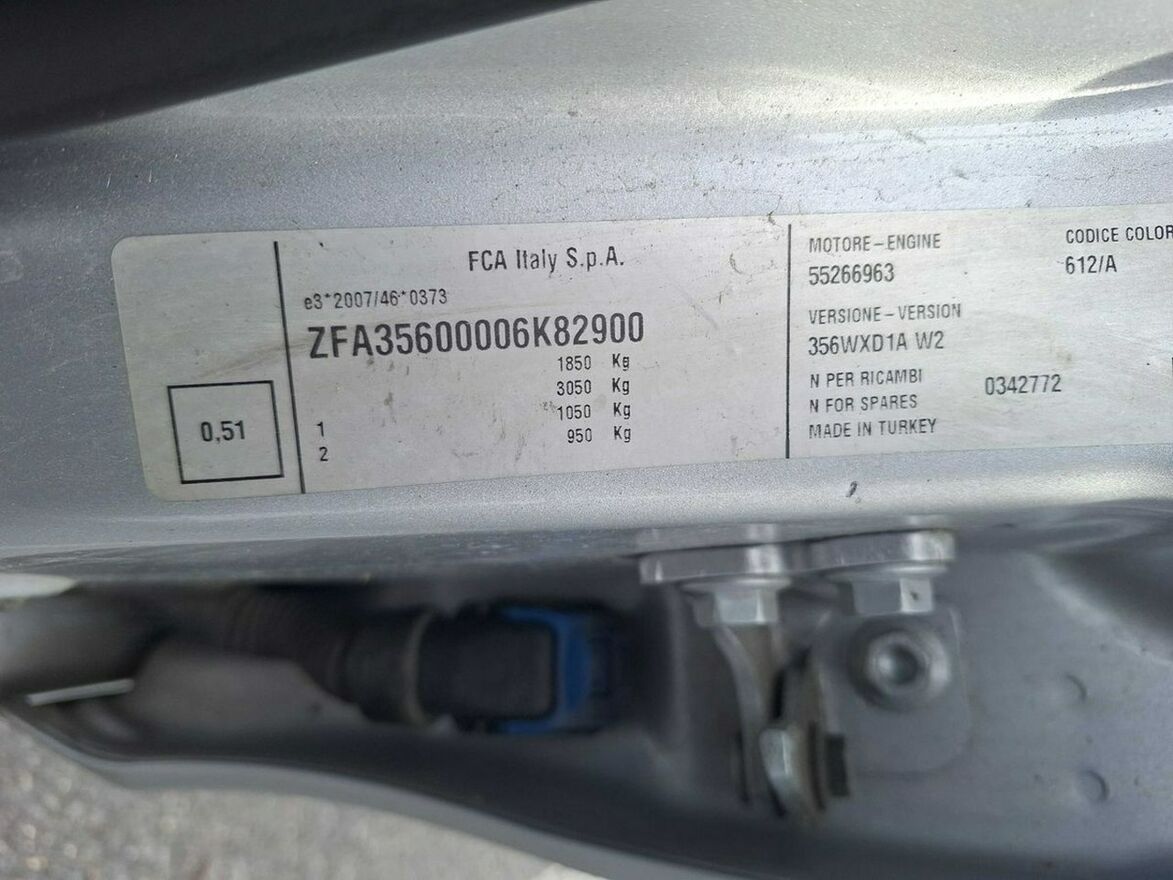 FCA Italy S.p.A.
e3*2007/46*0373
ZFA35600006K82900
1850 Kg
3050 Kg
1 1050 Kg
2 950 Kg
0,51
MOTORE-ENGINE
55266963
VERSIONE-VERSION
356WXD1A W2
N PER RICAMBI
N FOR SPARES 0342772
MADE IN TURKEY
CODICE COLOR
612/A